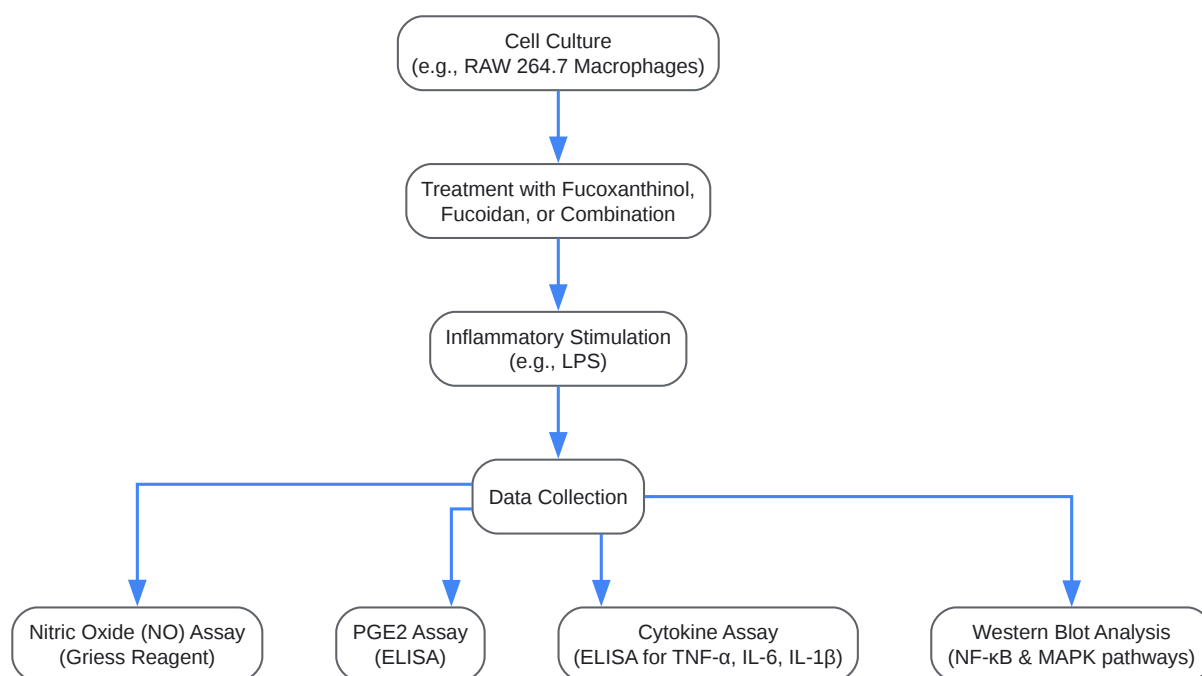 Cell Culture
(e.g., RAW 264.7 Macrophages)
Treatment with Fucoxanthinol,
Fucoidan, or Combination
Inflammatory Stimulation
(e.g., LPS)
Data Collection
Nitric Oxide (NO) Assay
(Griess Reagent)
PGE2 Assay
(ELISA)
Cytokine Assay
(ELISA for TNF-α, IL-6, IL-1β)
Western Blot Analysis
(NF-κB & MAPK pathways)